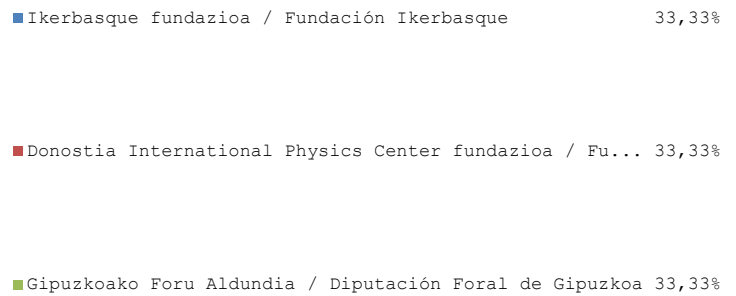 Ikerbasque fundazioa / Fundación Ikerbasque 33,33%
Donostia International Physics Center fundazioa / Fu... 33,33%
Gipuzkoako Foru Aldundia / Diputación Foral de Gipuzkoa 33,33%